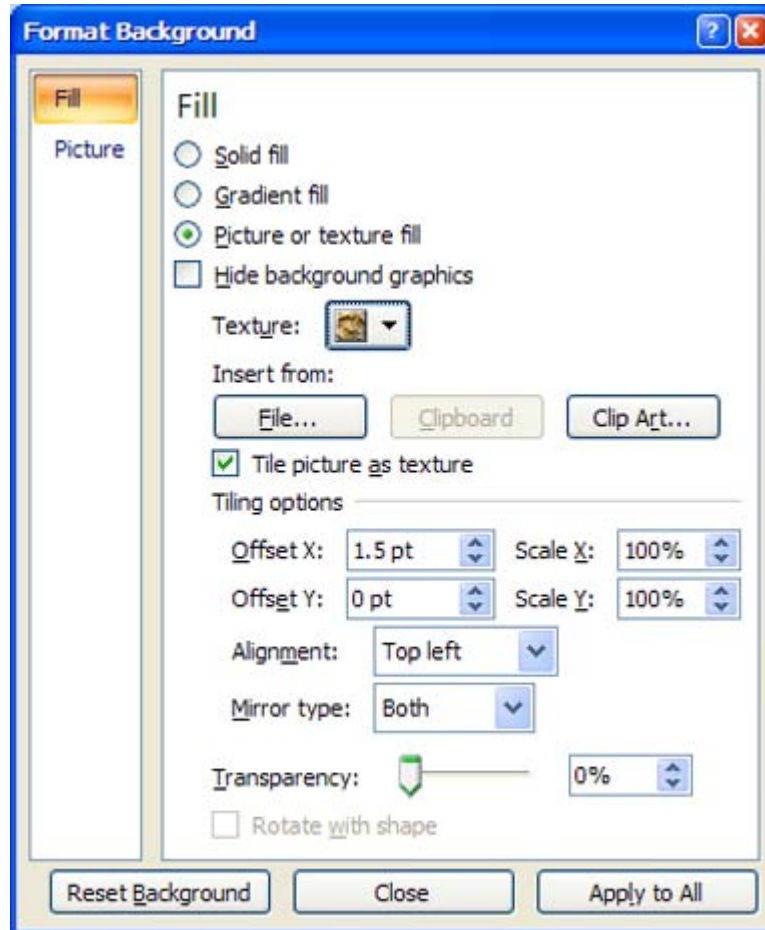 Format Background
Fill
Picture
Fill
Solid fill
Gradient fill
Picture or texture fill
Hide background graphics
Texture:
Insert from:
File... Clipboard Clip Art...
Tile picture as texture
Tiling options
Offset X: 1.5 pt Scale X: 100%
Offset Y: 0 pt Scale Y: 100%
Alignment: Top left
Mirror type: Both
Transparency: 0%
Rotate with shape
Reset Background Close Apply to All